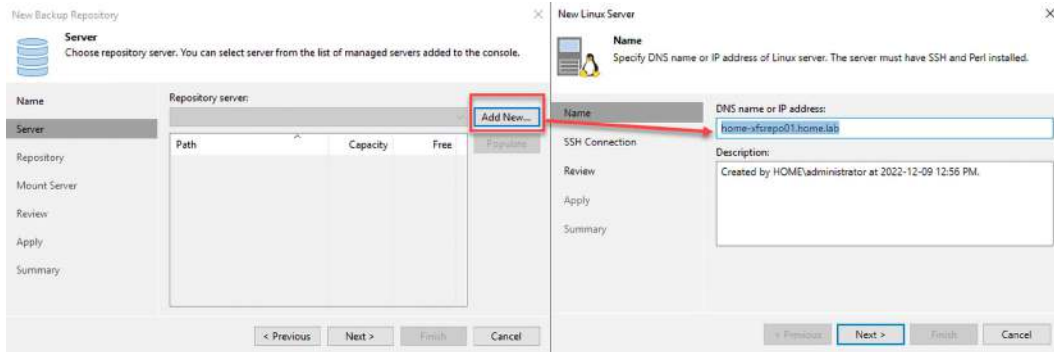 New Backup Repository
Server
Choose repository server. You can select server from the list of managed servers added to the console.
Name
Server
Repository
Mount Server
Review
Apply
Summary
Repository server:
Add New...
Path
Capacity
Free
Populate
< Previous
Next >
Finish
Cancel
New Linux Server
Name
Specify DNS name or IP address of Linux server. The server must have SSH and Perl installed.
Name
SSH Connection
Review
Apply
Summary
DNS name or IP address:
home-xfsrepo01.home.lab
Description:
Created by HOME\administrator at 2022-12-09 12:56 PM.
< Previous
Next >
Finish
Cancel